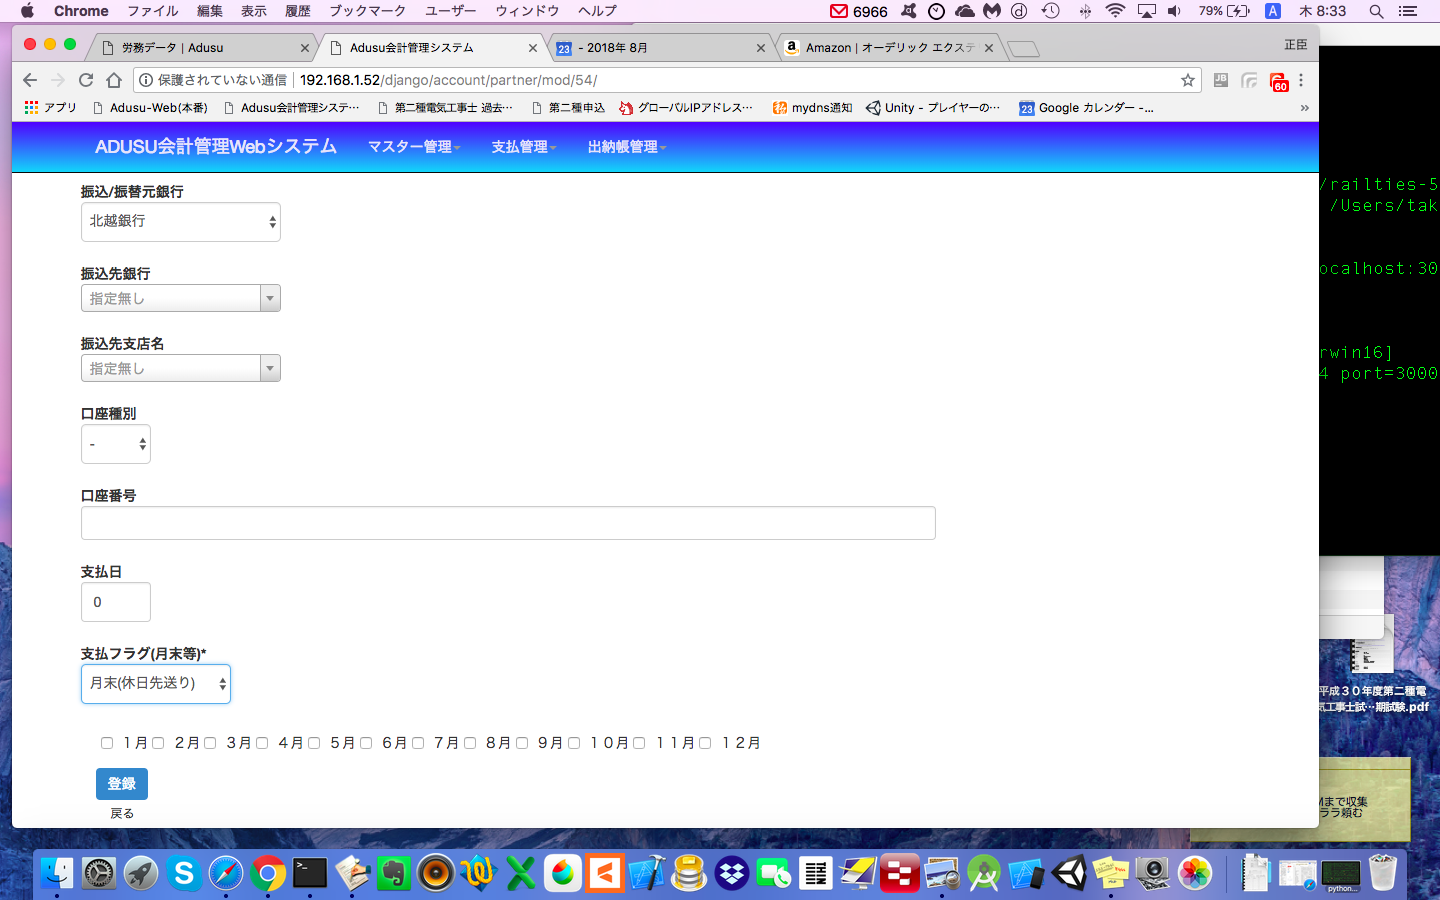 Chrome ファイル 編集 表示 履歴 ブックマーク ユーザー ウィンドウ ヘルプ 6966 79% A 木 8:33
労務データ | Adusu
Adusu会計管理システム
23 - 2018年 8月
Amazon | オーデリック エクステ
正臣
保護されていない通信 | 192.168.1.52/django/account/partner/mod/54/
JB
60
アプリ Adusu-Web(本番) Adusu会計管理システ… 第二種電気工事士 過去… 第二種申込 グローバルIPアドレス… mydns通知 Unity - プレイヤーの… 23 Google カレンダー -… »
ADUSU会計管理Webシステム マスター管理 支払管理 出納帳管理
振込/振替元銀行
北越銀行
振込先銀行
指定無し
振込先支店名
指定無し
口座種別
-
口座番号
支払日
0
支払フラグ(月末等)*
月末(休日先送り)
１月 ２月 ３月 ４月 ５月 ６月 ７月 ８月 ９月 １０月 １１月 １２月
登録
戻る
/railties-5
/Users/tak
ocalhost:30
rwin16]
4 port=3000
平成３０年度第二種電
気工事士試…期試験.pdf
Mまで収集
ララ頼む
python...